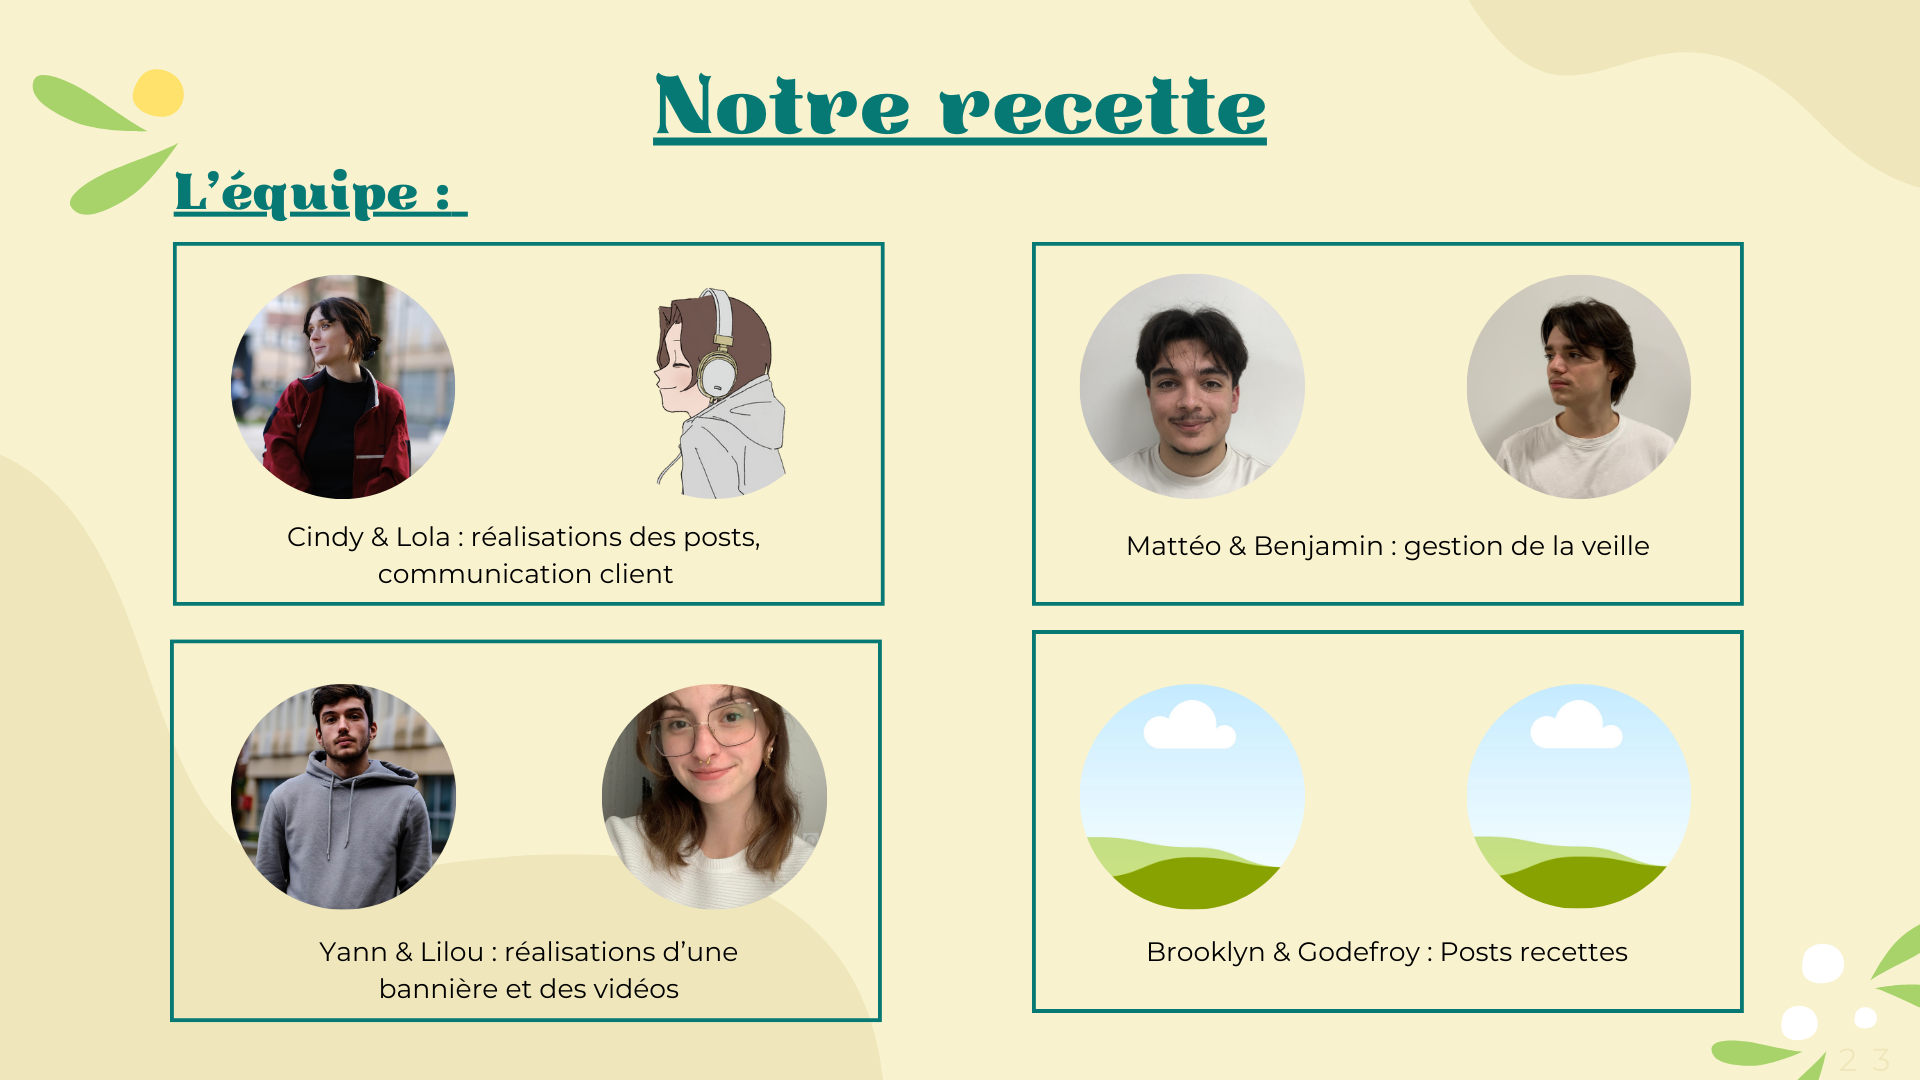 Notre recette
L’équipe :
Cindy & Lola : réalisations des posts,
communication client
Mattéo & Benjamin : gestion de la veille
Yann & Lilou : réalisations d’une
bannière et des vidéos
Brooklyn & Godefroy : Posts recettes
2 3